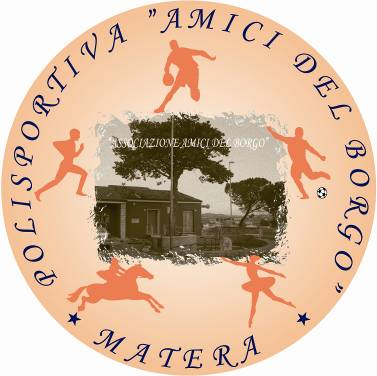 POLISPORTIVA "AMICI DEL BORGO"
"ASSOCIAZIONE AMICI DEL BORGO"
MATERA